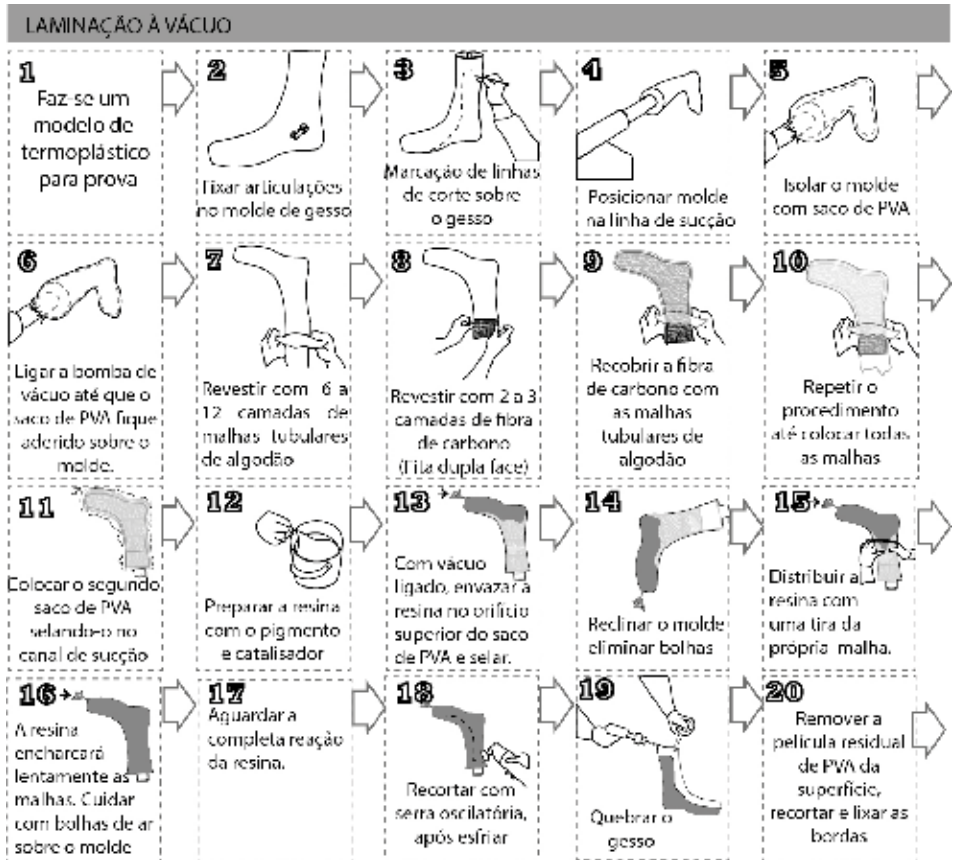 LAMINAÇÃO À VÁCUO
1
Faz-se um
modelo de
termoplástico
para prova
2
Fixar articulações
no molde de gesso
3
Marcação de linhas
de corte sobre
o gesso
4
Posicionar molde
na linha de sucção
5
Isolar o molde
com saco de PVA
6
Ligar a bomba de
vácuo até que o
saco de PVA fique
aderido sobre o
molde.
7
Revestir com 6 a
12 camadas de
malhas tubulares
de algodão
8
Revestir com 2 a 3
camadas de fibra
de carbono
(Fita dupla face)
9
Recobrir a fibra
de carbono com
as malhas
tubulares de
algodão
10
Repetir o
procedimento
até colocar todas
as malhas
11
Colocar o segundo
saco de PVA
selando-o no
canal de sucção
12
Preparar a resina
com o pigmento
e catalisador
13
Com vácuo
ligado, envazar a
resina no orifício
superior do saco
de PVA e selar.
14
Reclinar o molde
eliminar bolhas
15
Distribuir a
resina com
uma tira da
própria malha.
16
A resina
encharcará
lentamente as
malhas. Cuidar
com bolhas de ar
sobre o molde
17
Aguardar a
completa reação
da resina.
18
Recortar com
serra oscilatória,
após esfriar
19
Quebrar o
gesso
20
Remover a
película residual
de PVA da
superfície,
recortar e lixar as
bordas